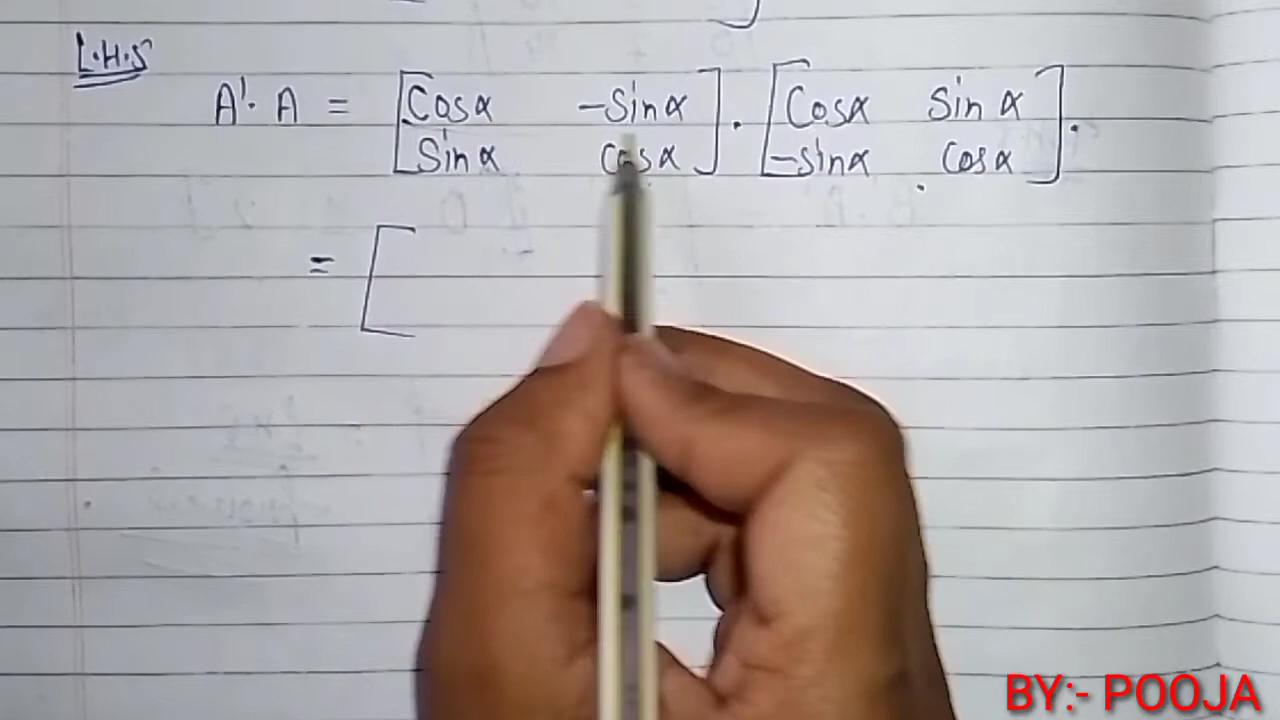 L.H.S
A'. A = [Cosα -Sinα] . [Cosα Sinα] .
[Sinα cosα] [-sinα cosα]
= [
BY:- POOJA